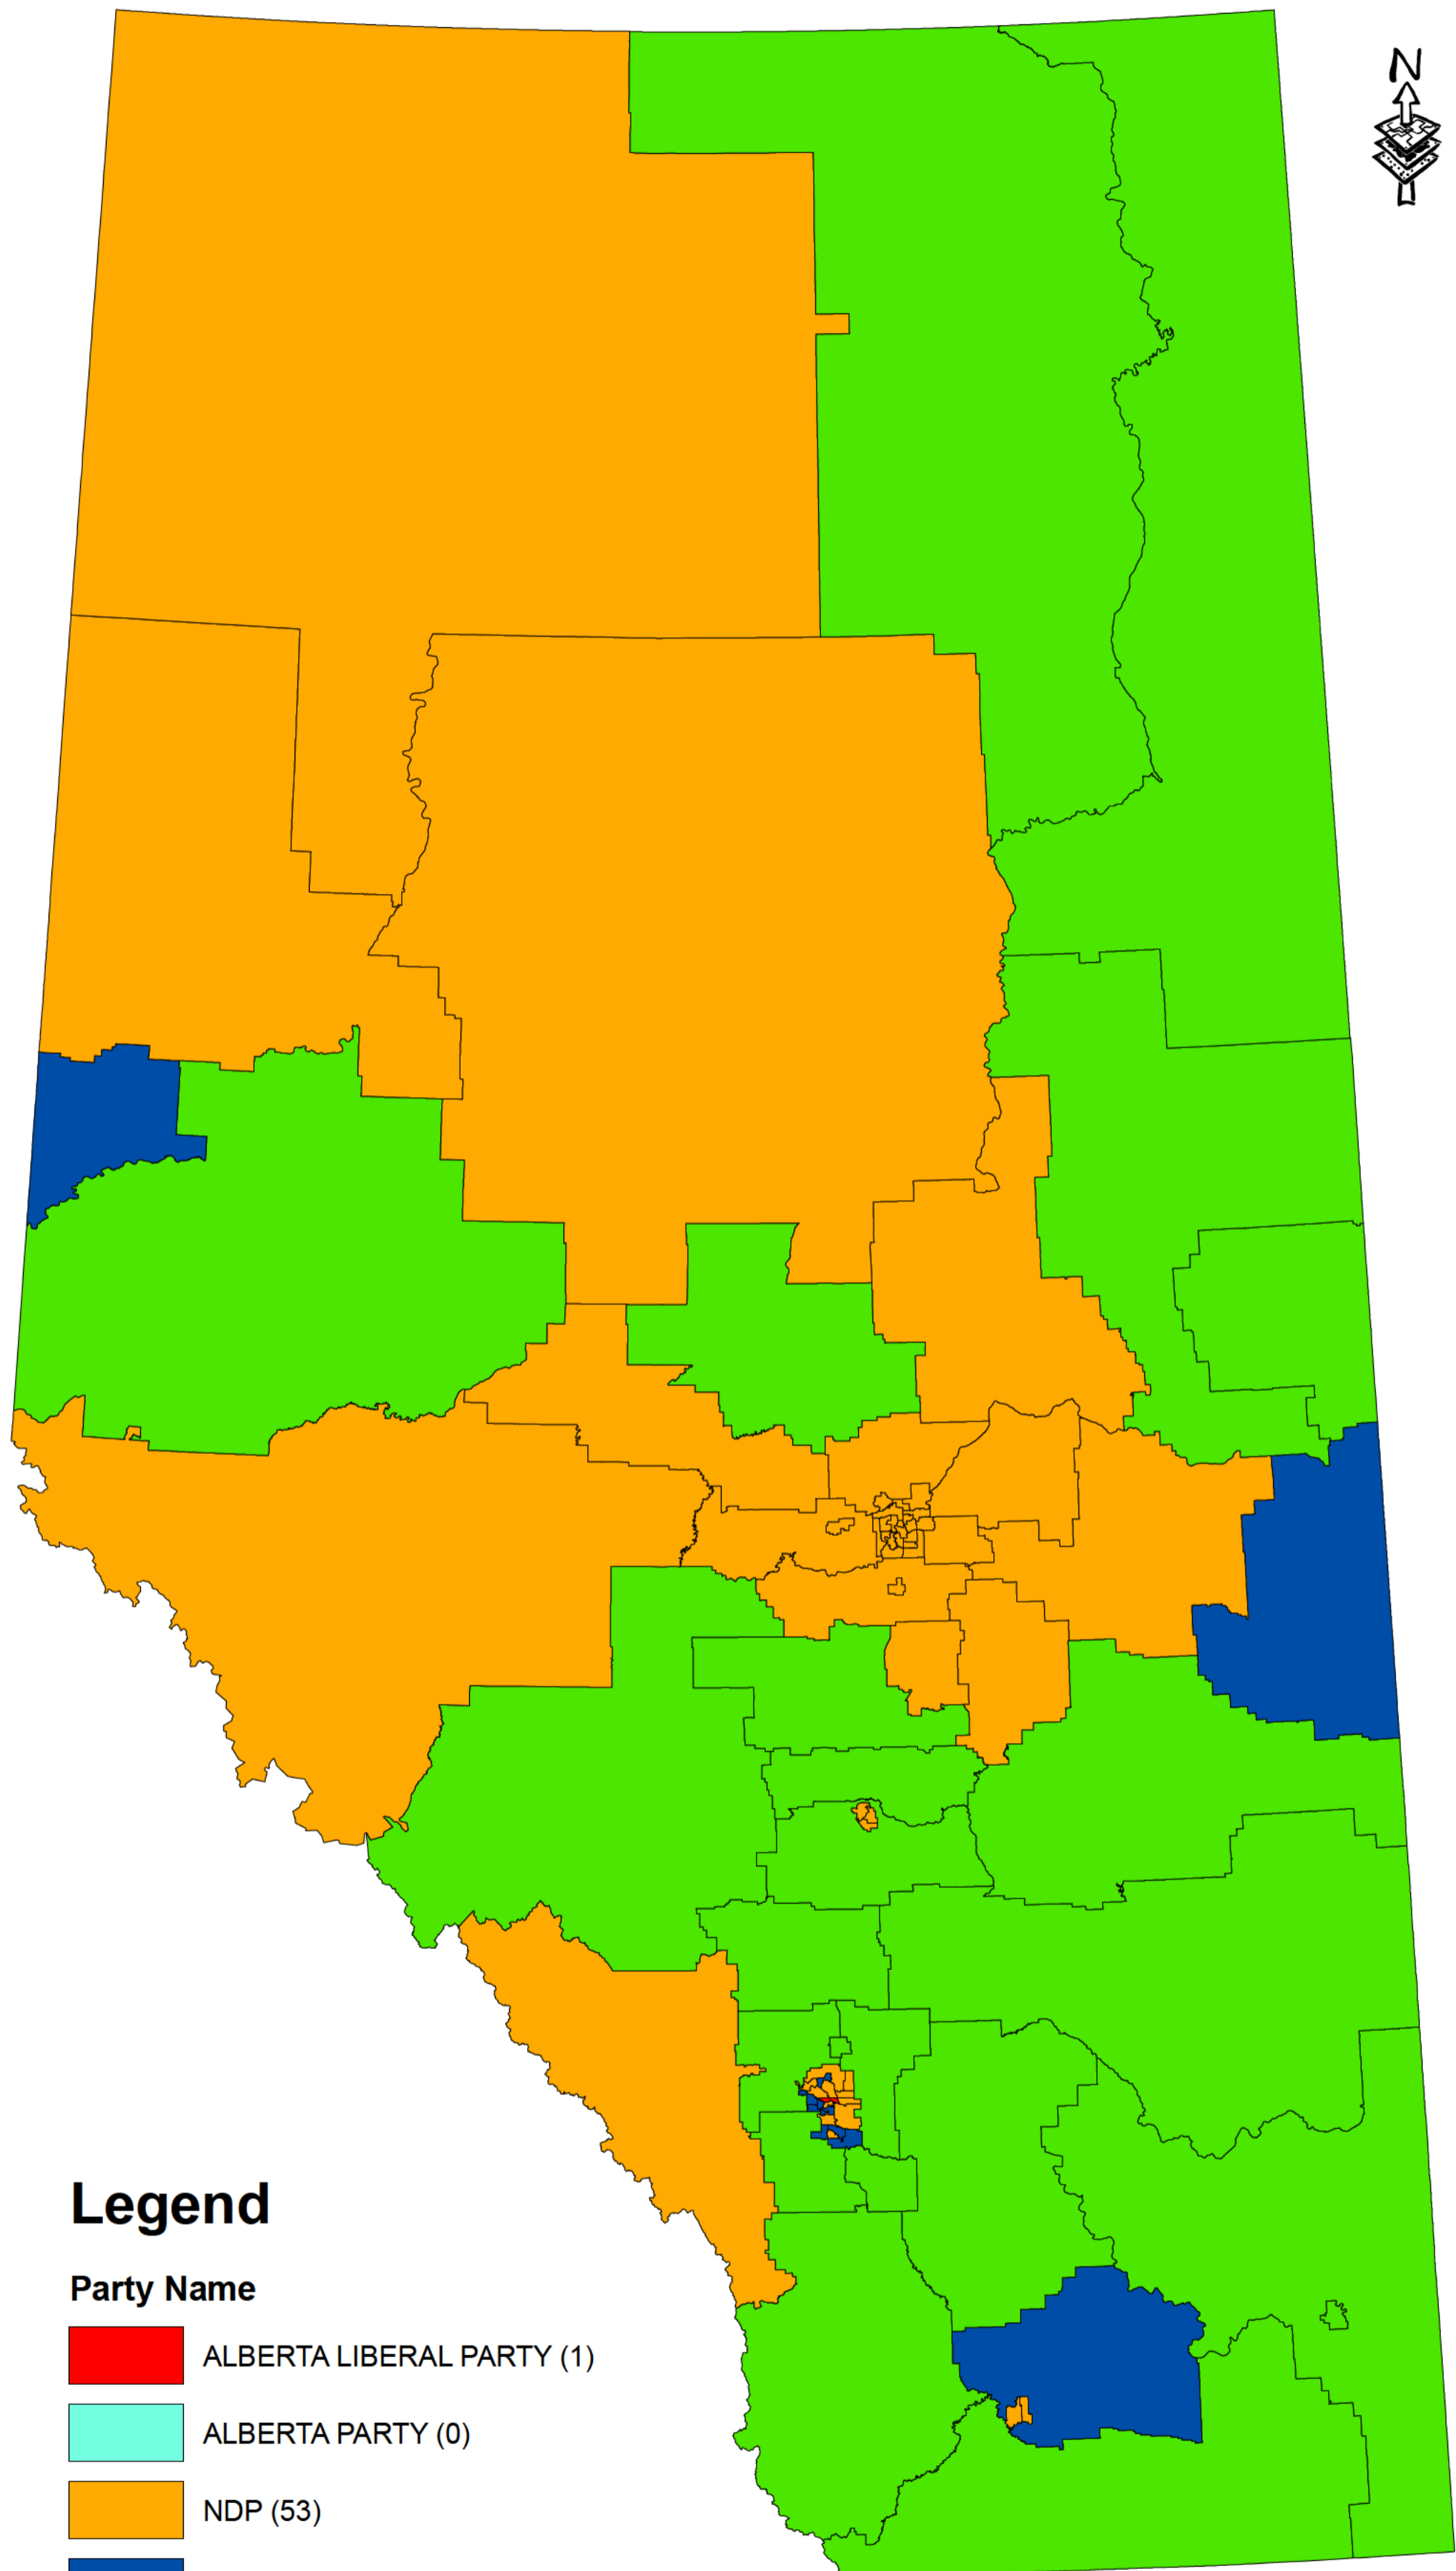 N
Legend
Party Name
ALBERTA LIBERAL PARTY (1)
ALBERTA PARTY (0)
NDP (53)